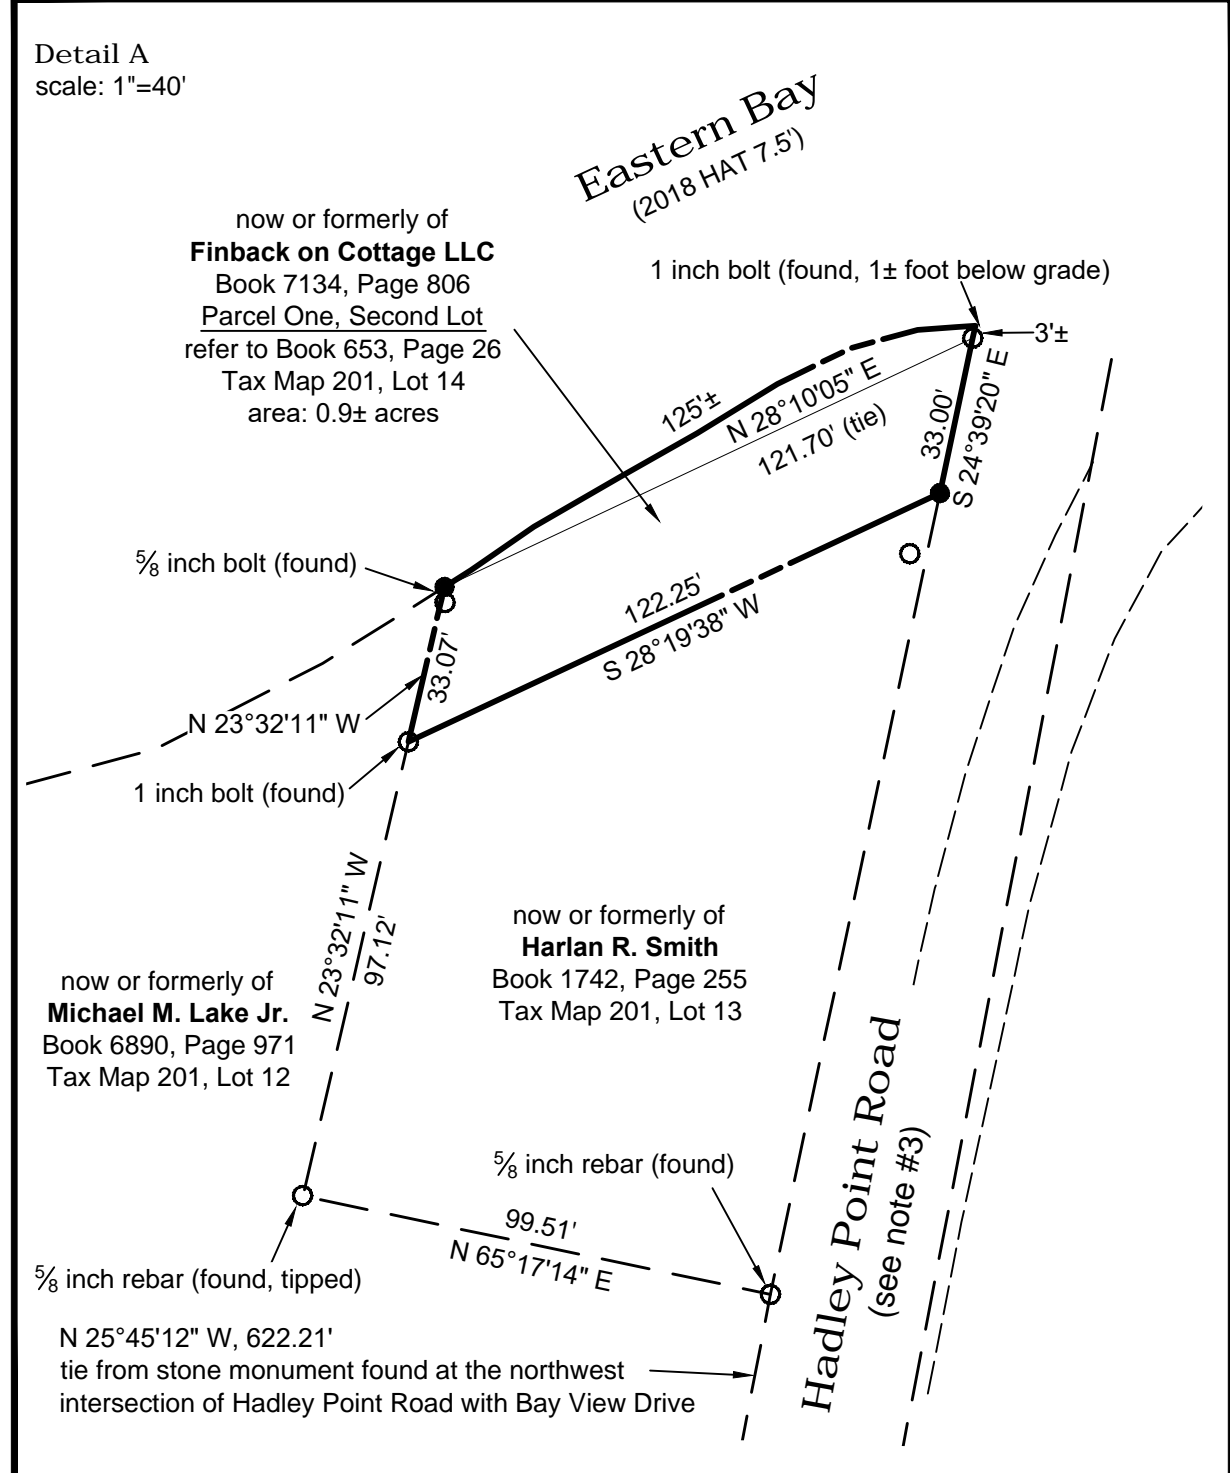 Detail A
scale: 1"=40'
Eastern Bay
(2018 HAT 7.5')
now or formerly of
Finback on Cottage LLC
Book 7134, Page 806
Parcel One, Second Lot
refer to Book 653, Page 26
Tax Map 201, Lot 14
area: 0.9± acres
1 inch bolt (found, 1± foot below grade)
3'±
125'±
N 28°10'05" E
121.70' (tie)
33.00'
S 24°39'20" E
⅝ inch bolt (found)
122.25'
S 28°19'38" W
33.07'
N 23°32'11" W
1 inch bolt (found)
N 23°32'11" W
97.12'
now or formerly of
Harlan R. Smith
Book 1742, Page 255
Tax Map 201, Lot 13
now or formerly of
Michael M. Lake Jr.
Book 6890, Page 971
Tax Map 201, Lot 12
Hadley Point Road
(see note #3)
⅝ inch rebar (found)
99.51'
N 65°17'14" E
⅝ inch rebar (found, tipped)
N 25°45'12" W, 622.21'
tie from stone monument found at the northwest
intersection of Hadley Point Road with Bay View Drive